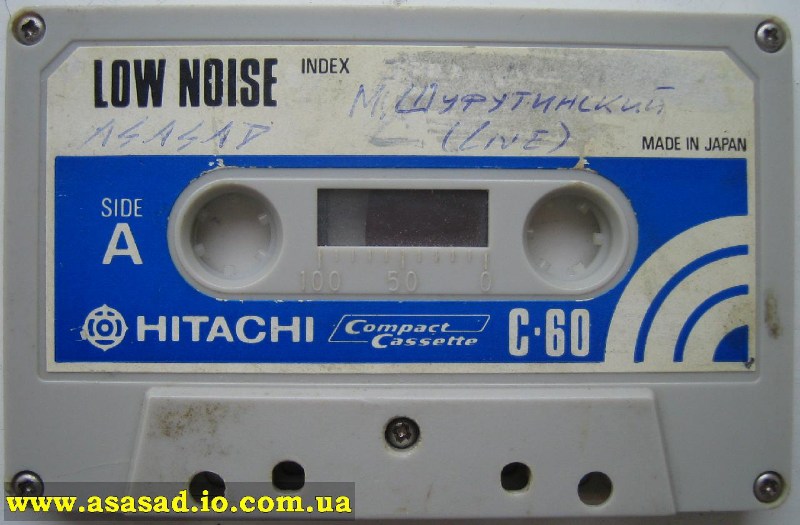 LOW NOISE
INDEX
М. Шуфутинский
ASASAD
(LIVE)
MADE IN JAPAN
SIDE
A
100 50 0
HITACHI
Compact
Cassette
C·60
www.asasad.io.com.ua